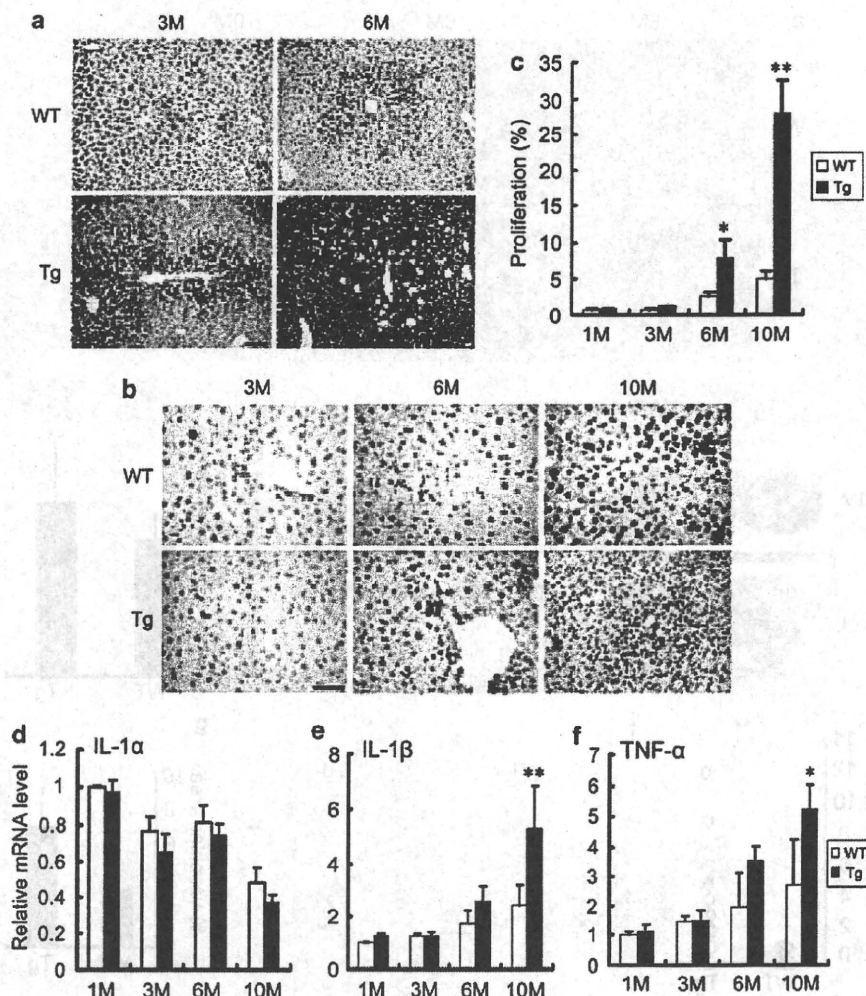 a
3M 6M
WT
Tg
c
Proliferation (%)
35
30
25
20
15
10
5
0
*
**
1M 3M 6M 10M
WT
Tg
b
3M 6M 10M
WT
Tg
d
IL-1α
Relative mRNA level
1.2
1
0.8
0.6
0.4
0.2
0
1M 3M 6M 10M
e
IL-1β
8
6
4
2
0
**
1M 3M 6M 10M
f
TNF-α
7
6
5
4
3
2
1
0
*
1M 3M 6M 10M
WT
Tg